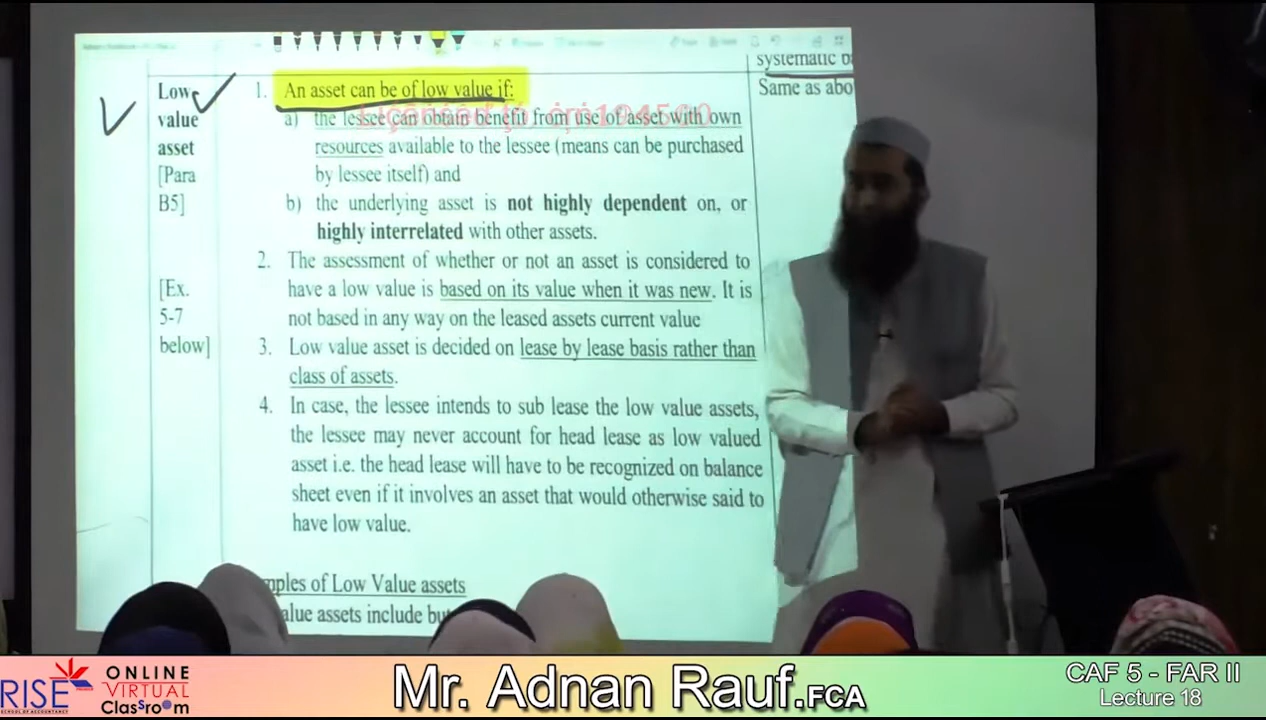 systematic
Same as abo
Low
value
asset
[Para
B5]
[Ex.
5-7
below]
1. An asset can be of low value if:
a) the lessee can obtain benefit from use of asset with own
resources available to the lessee (means can be purchased
by lessee itself) and
b) the underlying asset is not highly dependent on, or
highly interrelated with other assets.
2. The assessment of whether or not an asset is considered to
have a low value is based on its value when it was new. It is
not based in any way on the leased assets current value
3. Low value asset is decided on lease by lease basis rather than
class of assets.
4. In case, the lessee intends to sub lease the low value assets,
the lessee may never account for head lease as low valued
asset i.e. the head lease will have to be recognized on balance
sheet even if it involves an asset that would otherwise said to
have low value.
mples of Low Value assets
alue assets include bu
RISE
ONLINE
VIRTUAL
Classroom
Mr. Adnan Rauf.FCA
CAF 5 - FAR II
Lecture 18